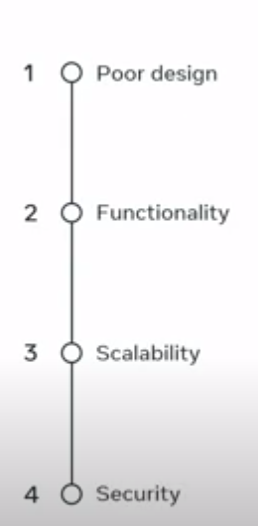 1 Poor design
2 Functionality
3 Scalability
4 Security